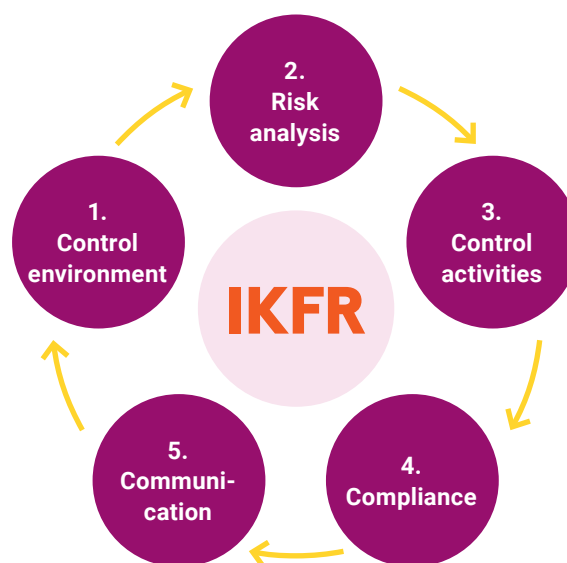 1.
Control
environment
2.
Risk
analysis
3.
Control
activities
4.
Compliance
5.
Communi-
cation
IKFR